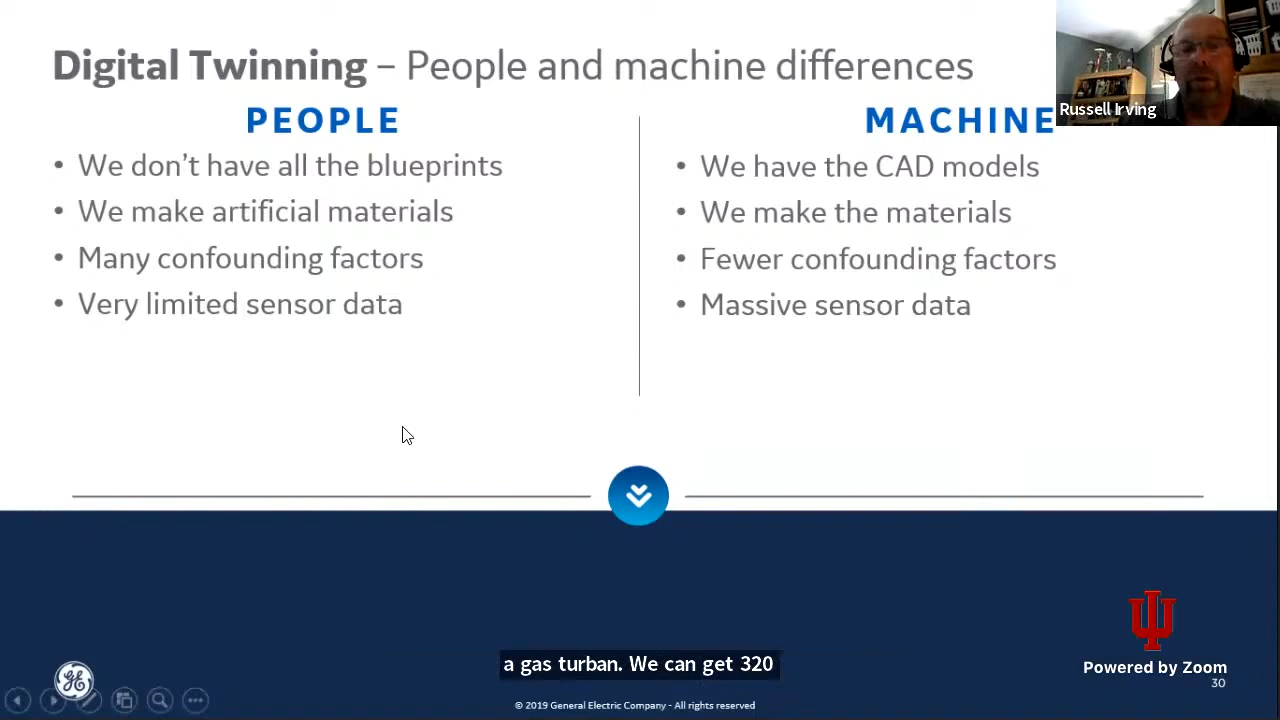 Digital Twinning – People and machine differences
Russell Irving
PEOPLE
• We don't have all the blueprints
• We make artificial materials
• Many confounding factors
• Very limited sensor data
MACHINE
• We have the CAD models
• We make the materials
• Fewer confounding factors
• Massive sensor data
a gas turban. We can get 320
Powered by Zoom
30
© 2019 General Electric Company - All rights reserved